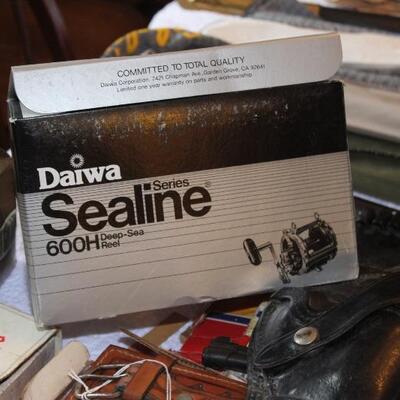 COMMITTED TO TOTAL QUALITY
Daiwa Corporation, 7421 Chapman Ave., Garden Grove, CA 92641
Limited one year warranty on parts and workmanship
Daiwa
Series
Sealine®
600H Deep-Sea
Reel